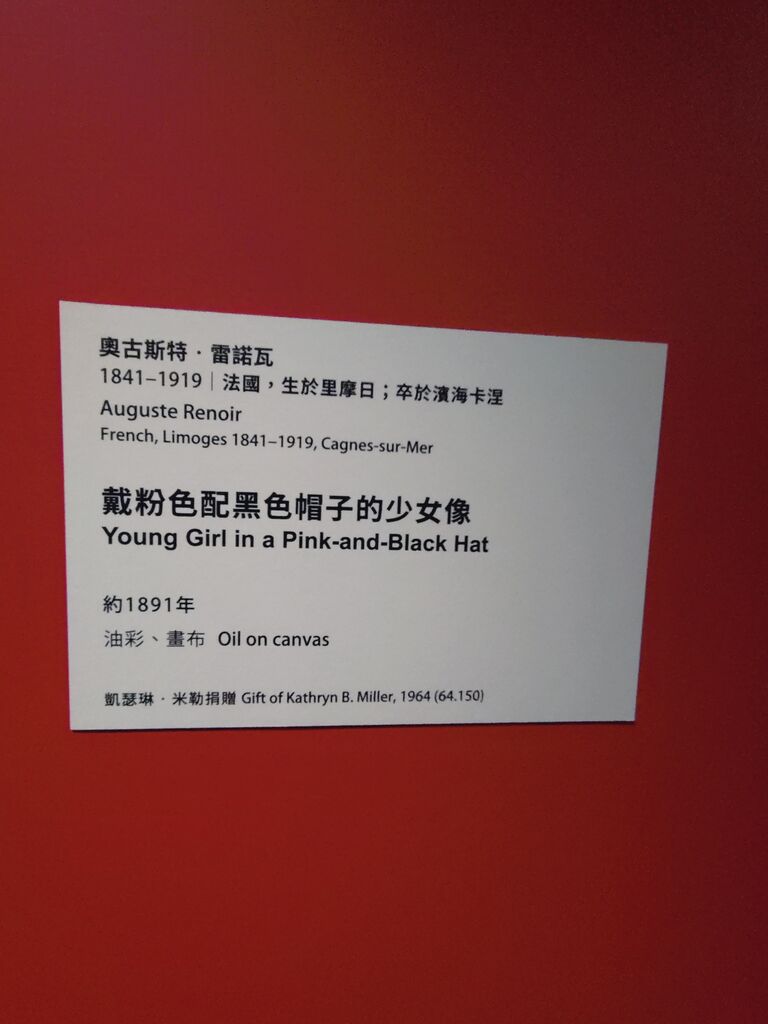 奧古斯特·雷諾瓦
1841–1919｜法國，生於里摩日；卒於濱海卡涅
Auguste Renoir
French, Limoges 1841–1919, Cagnes-sur-Mer
戴粉色配黑色帽子的少女像
Young Girl in a Pink-and-Black Hat
約1891年
油彩、畫布 Oil on canvas
凱瑟琳·米勒捐贈 Gift of Kathryn B. Miller, 1964 (64.150)